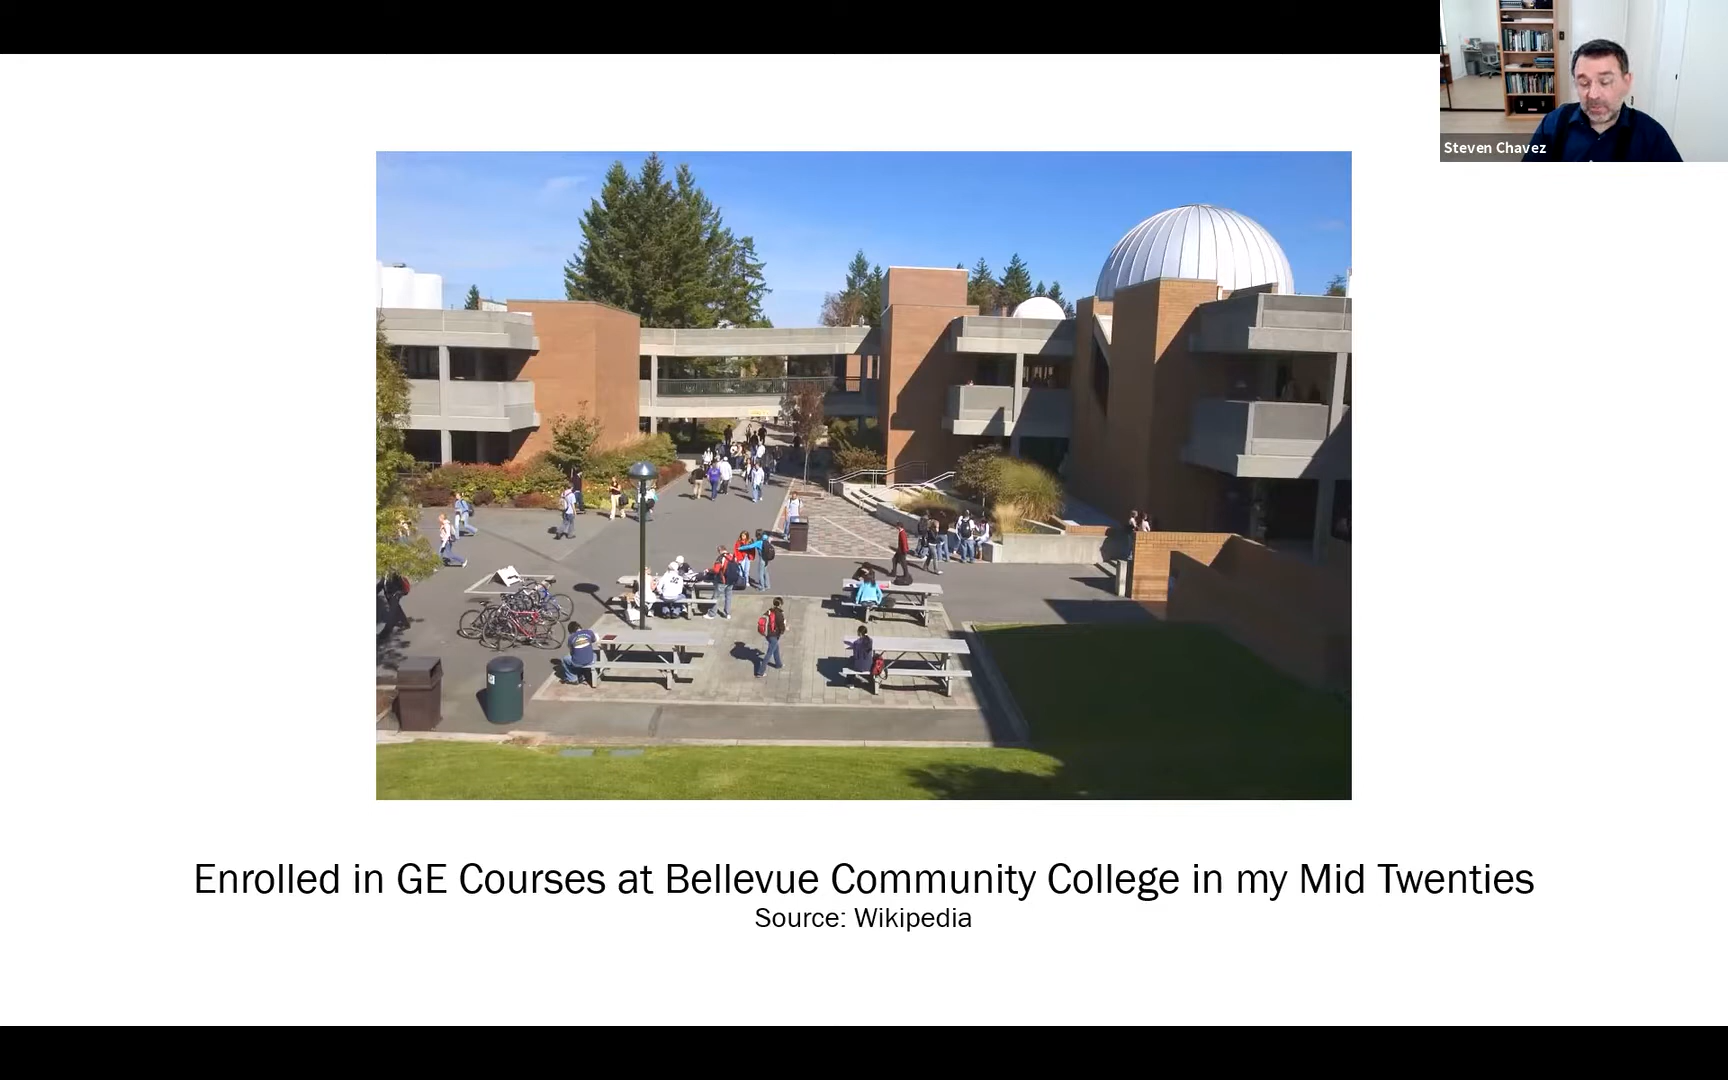 Steven Chavez
Enrolled in GE Courses at Bellevue Community College in my Mid Twenties
Source: Wikipedia